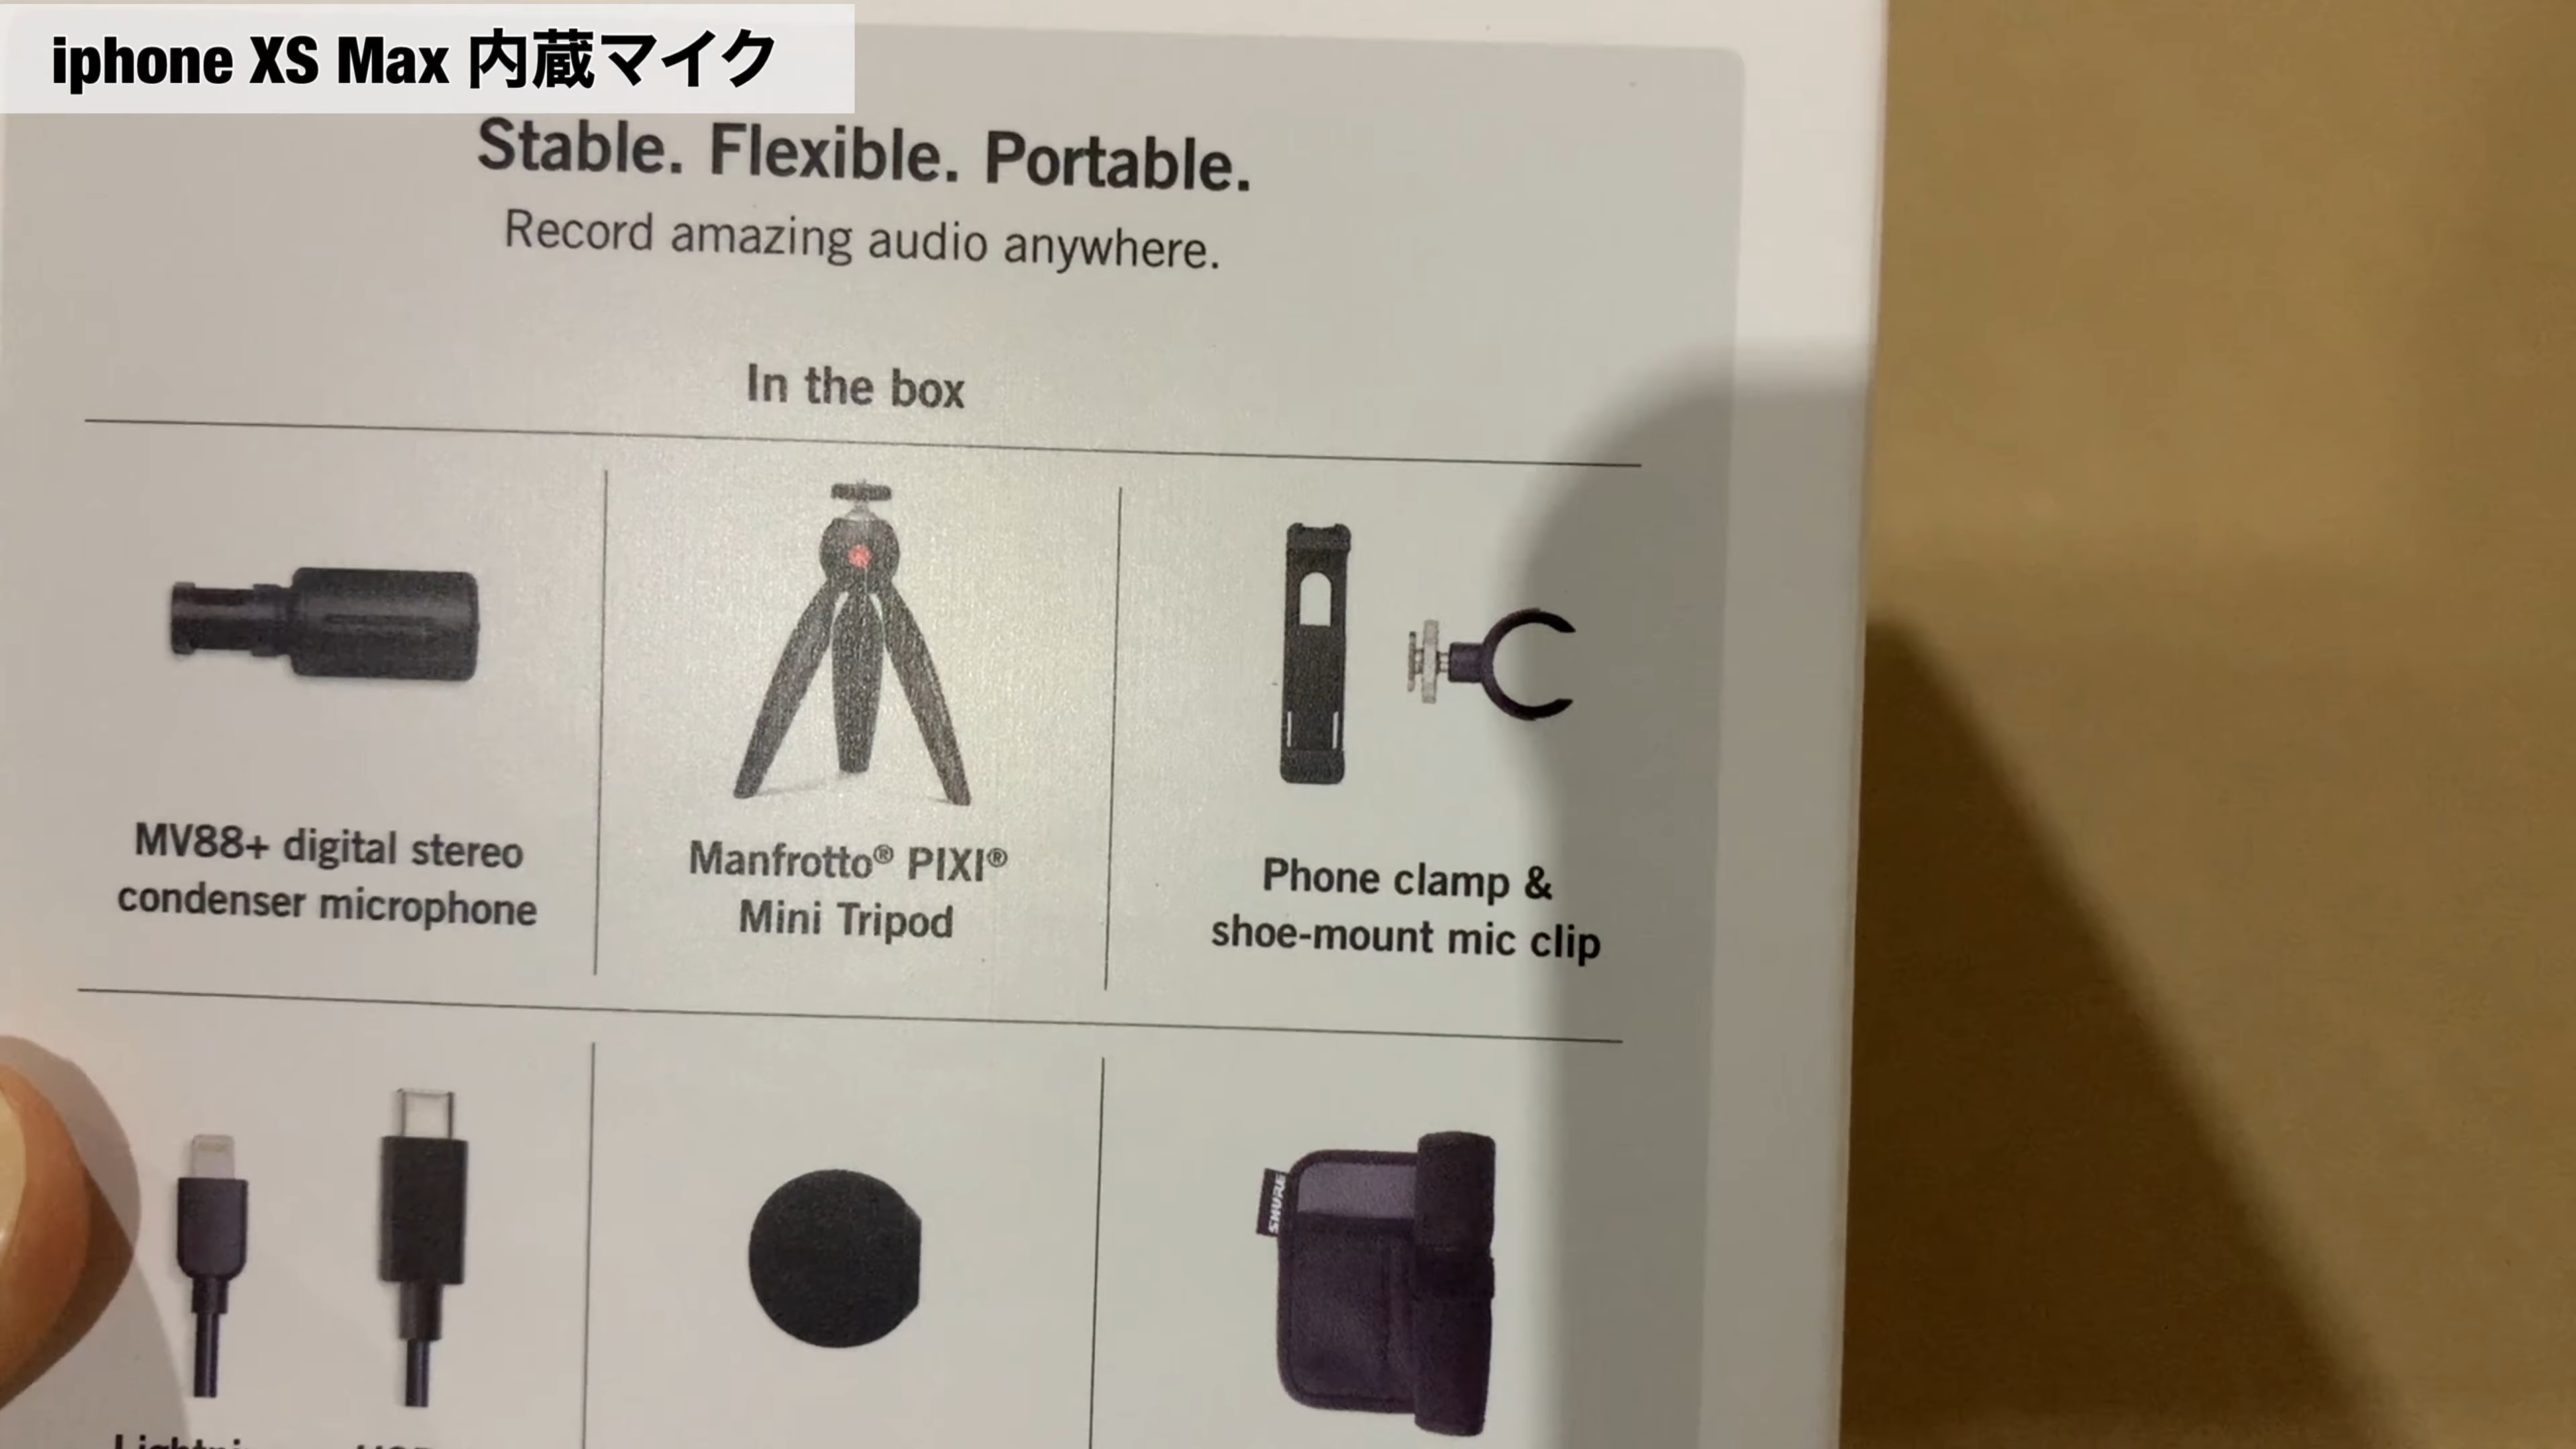 iphone XS Max 内蔵マイク
Stable. Flexible. Portable.
Record amazing audio anywhere.
In the box
MV88+ digital stereo
condenser microphone
Manfrotto® PIXI®
Mini Tripod
Phone clamp &
shoe-mount mic clip
SHURE